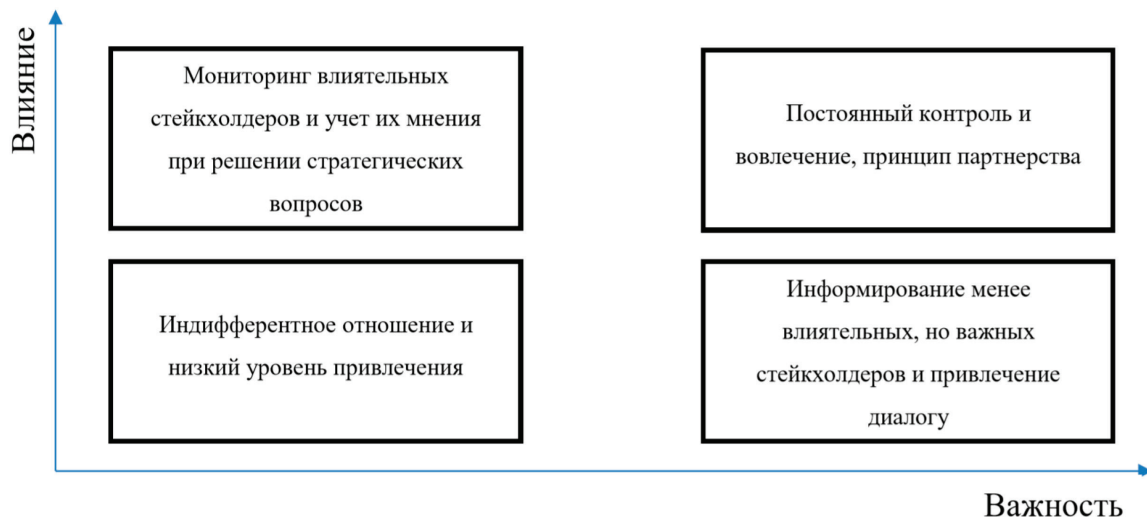 Влияние
Мониторинг влиятельных
стейкхолдеров и учет их мнения
при решении стратегических
вопросов
Постоянный контроль и
вовлечение, принцип партнерства
Индифферентное отношение и
низкий уровень привлечения
Информирование менее
влиятельных, но важных
стейкхолдеров и привлечение
диалогу
Важность